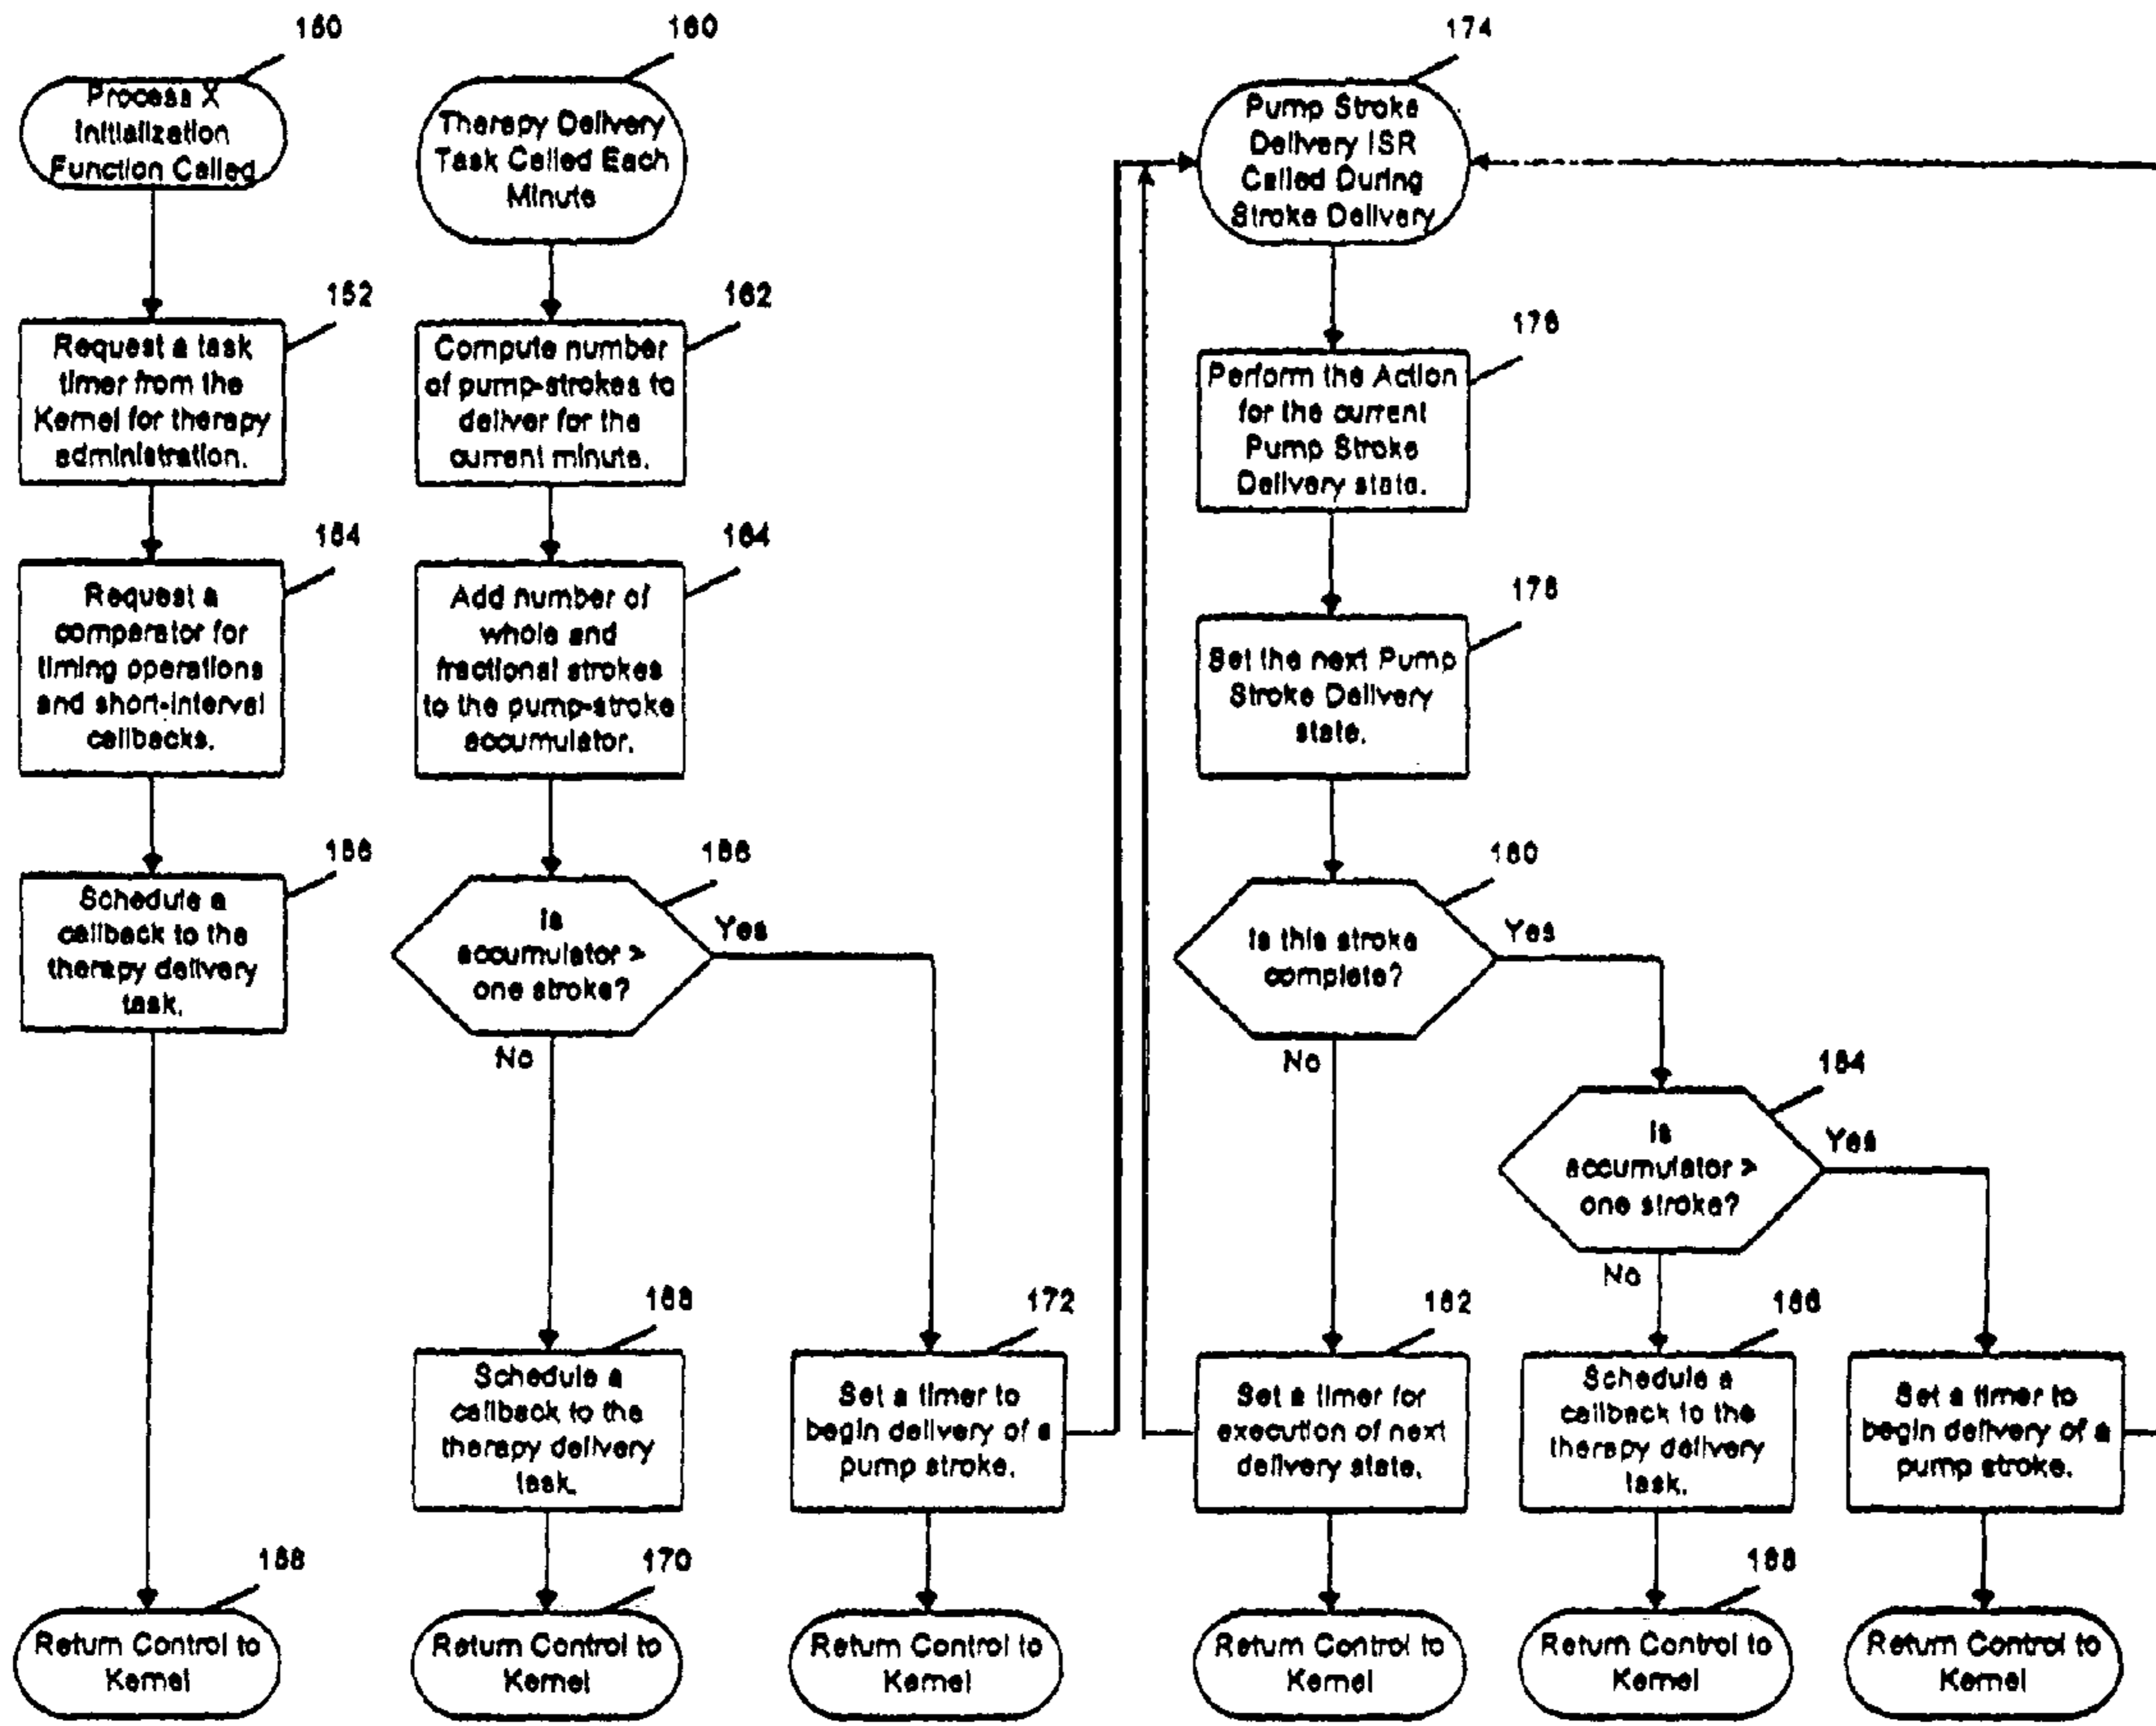 150
Process X
Initialization
Function Called
152
Request a task
timer from the
Kernel for therapy
administration.
154
Request a
comparator for
timing operations
and short-interval
callbacks.
156
Schedule a
callback to the
therapy delivery
task.
158
Return Control to
Kernel
160
Therapy Delivery
Task Called Each
Minute
162
Compute number
of pump-strokes to
deliver for the
current minute.
164
Add number of
whole and
fractional strokes
to the pump-stroke
accumulator.
166
Is
accumulator >
one stroke?
Yes
No
168
Schedule a
callback to the
therapy delivery
task.
170
Return Control to
Kernel
172
Set a timer to
begin delivery of a
pump stroke.
Return Control to
Kernel
174
Pump Stroke
Delivery ISR
Called During
Stroke Delivery
176
Perform the Action
for the current
Pump Stroke
Delivery state.
178
Set the next Pump
Stroke Delivery
state.
180
Is this stroke
complete?
Yes
No
182
Set a timer for
execution of next
delivery state.
Return Control to
Kernel
184
Is
accumulator >
one stroke?
Yes
No
186
Schedule a
callback to the
therapy delivery
task.
188
Return Control to
Kernel
Set a timer to
begin delivery of a
pump stroke.
Return Control to
Kernel